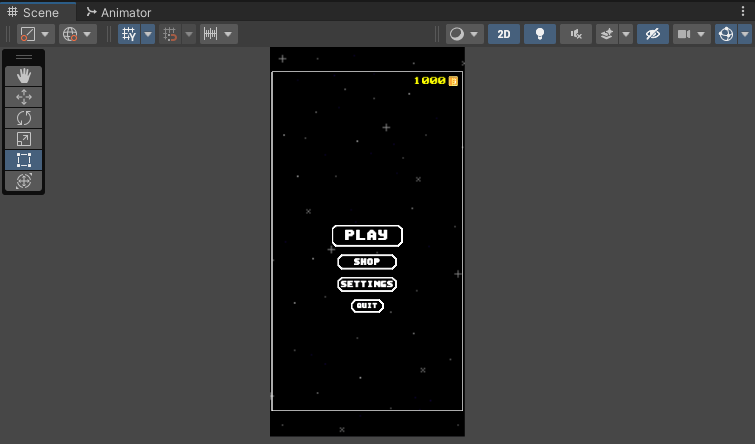 Scene
Animator
2D
1000
PLAY
SHOP
SETTINGS
QUIT